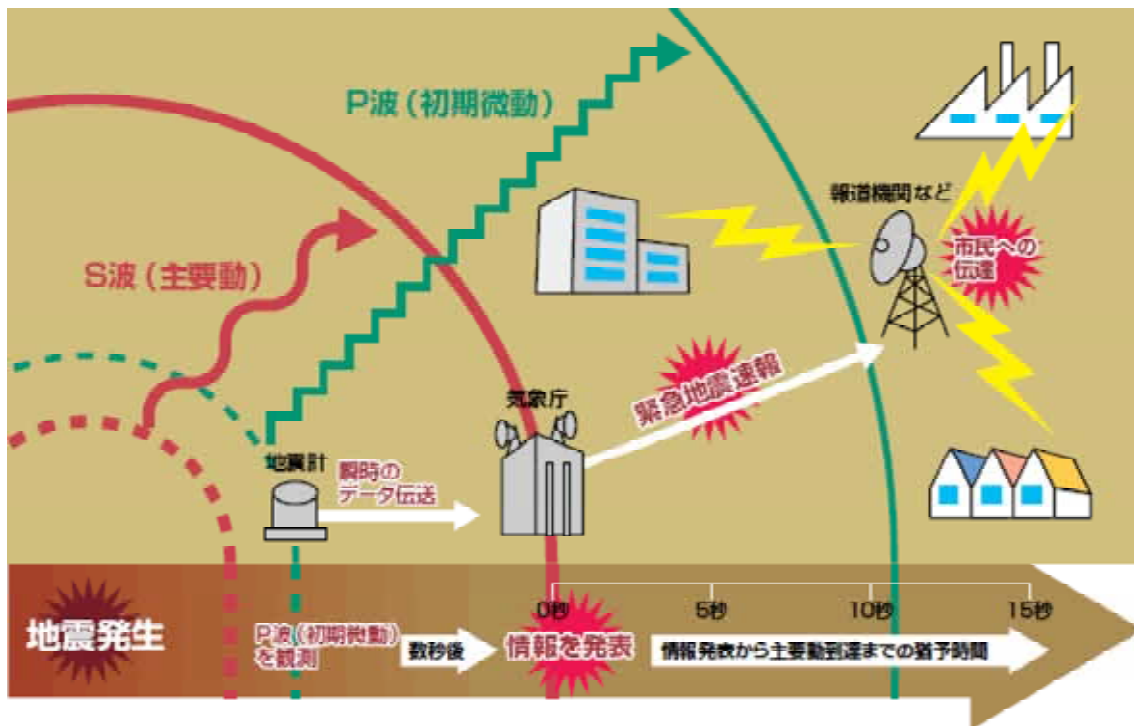 P波(初期微動)
報道機関など
市民への
伝達
S波(主要動)
緊急地震速報
気象庁
地震計
瞬時の
データ伝送
0秒
5秒
10秒
15秒
地震発生
P波(初期微動)
を観測
数秒後
情報を発表
情報発表から主要動到達までの猶予時間